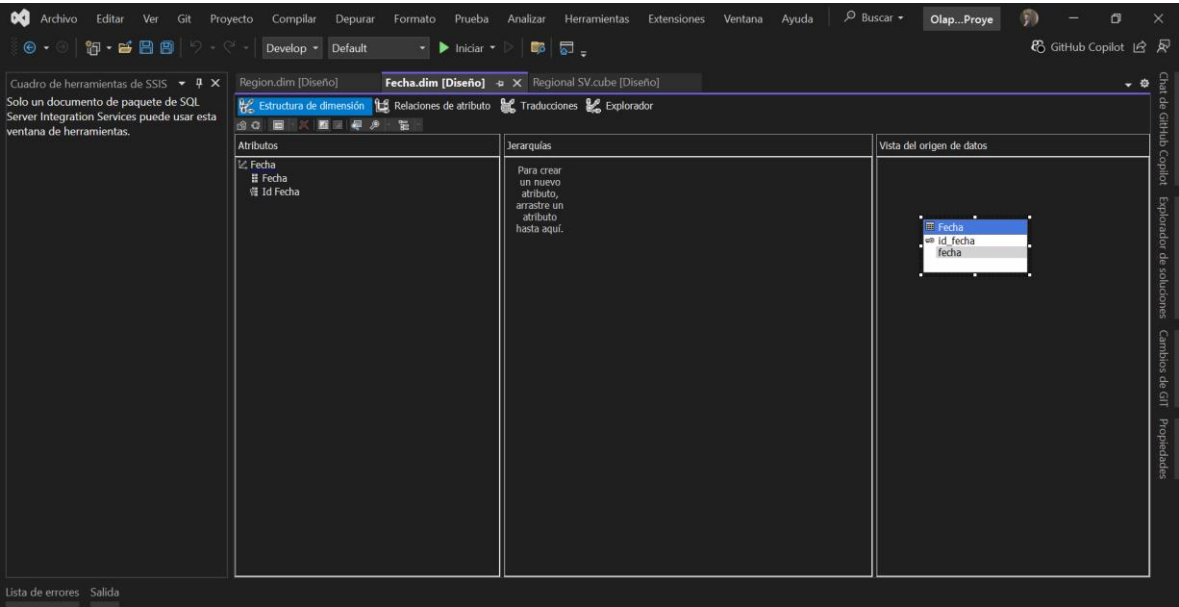 Archivo Editar Ver Git Proyecto Compilar Depurar Formato Prueba Analizar Herramientas Extensiones Ventana Ayuda Buscar Olap...Proye
Develop Default Iniciar GitHub Copilot
Cuadro de herramientas de SSIS
Solo un documento de paquete de SQL
Server Integration Services puede usar esta
ventana de herramientas.
Region.dim [Diseño] Fecha.dim [Diseño] Regional SV.cube [Diseño]
Estructura de dimensión Relaciones de atributo Traducciones Explorador
Atributos
Fecha
Fecha
Id Fecha
Jerarquías
Para crear
un nuevo
atributo,
arrastre un
atributo
hasta aquí.
Vista del origen de datos
Fecha
id_fecha
fecha
Chat de GitHub Copilot
Explorador de soluciones
Cambios de GIT
Propiedades
Lista de errores Salida